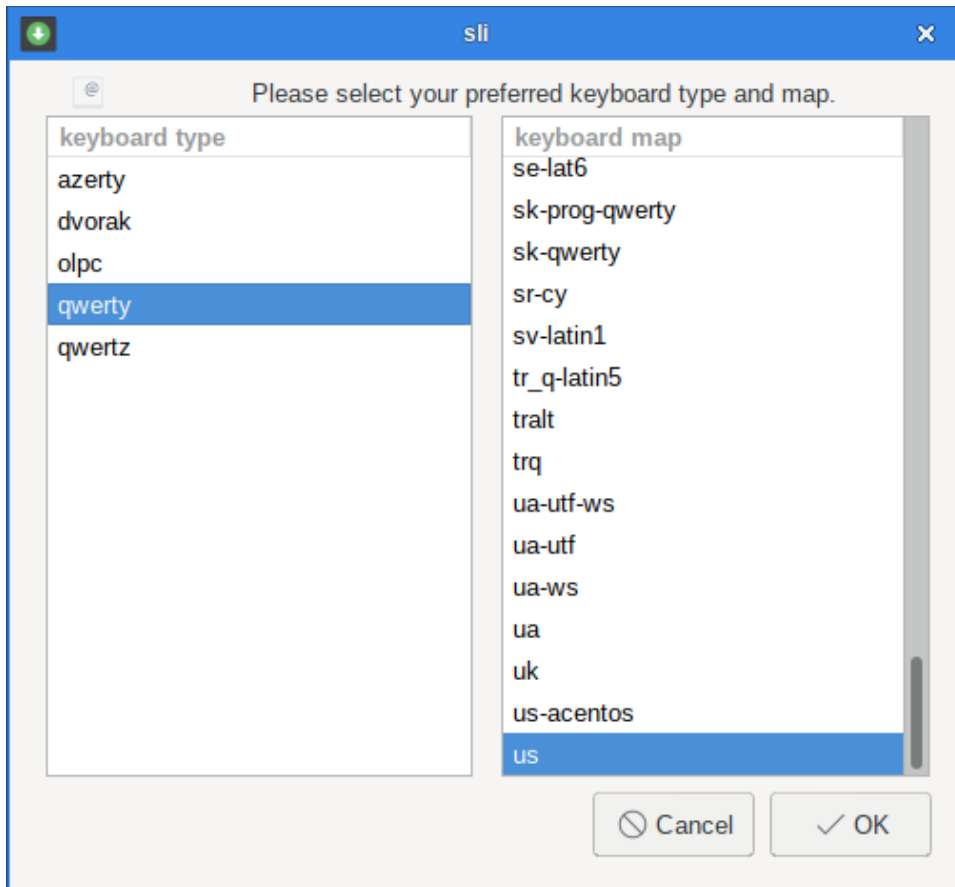 sli
@
Please select your preferred keyboard type and map.
keyboard type
azerty
dvorak
olpc
qwerty
qwertz
keyboard map
se-lat6
sk-prog-qwerty
sk-qwerty
sr-cy
sv-latin1
tr_q-latin5
tralt
trq
ua-utf-ws
ua-utf
ua-ws
ua
uk
us-acentos
us
Cancel
OK